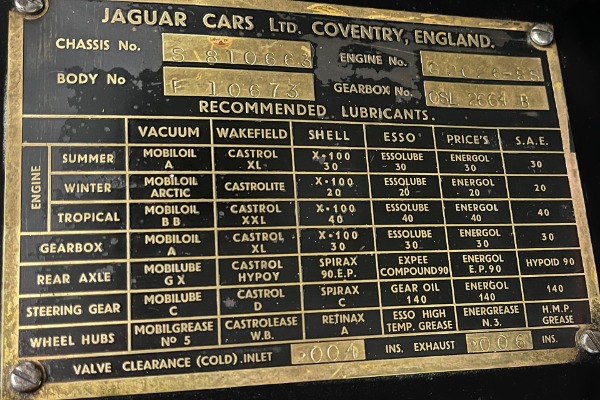 JAGUAR CARS LTD. COVENTRY, ENGLAND.
CHASSIS No. S 810663 ENGINE No.
BODY No F 10673 GEARBOX No. GSL 2664 B
RECOMMENDED LUBRICANTS.
VACUUM WAKEFIELD SHELL ESSO PRICE'S S.A.E.
ENGINE
SUMMER MOBILOIL A CASTROL XL X-100 30 ESSOLUBE 30 ENERGOL 30 30
WINTER MOBILOIL ARCTIC CASTROLITE X-100 20 ESSOLUBE 20 ENERGOL 20 20
TROPICAL MOBILOIL B B CASTROL XXL X-100 40 ESSOLUBE 40 ENERGOL 40 40
GEARBOX MOBILOIL A CASTROL XL X-100 30 ESSOLUBE 30 ENERGOL 30 30
REAR AXLE MOBILUBE G X CASTROL HYPOY SPIRAX 90.E.P. EXPEE COMPOUND 90 ENERGOL E.P. 90 HYPOID 90
STEERING GEAR MOBILUBE C CASTROL D SPIRAX C GEAR OIL 140 ENERGOL 140 140
WHEEL HUBS MOBILGREASE Nº 5 CASTROLEASE W.B. RETINAX A ESSO HIGH TEMP. GREASE ENERGREASE N.3. H.M.P. GREASE
VALVE CLEARANCE (COLD). INLET .004 INS. EXHAUST .006 INS.